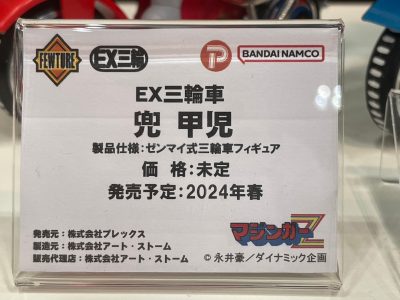 FEWTURE EX三輪 P BANDAI NAMCO
EX三輪車
兜 甲児
製品仕様:ゼンマイ式三輪車フィギュア
価 格:未定
発売予定:2024年春
発売元:株式会社プレックス
製造元:株式会社アート・ストーム
販売代理店:株式会社アート・ストーム
マジンガーZ
© 永井豪/ダイナミック企画